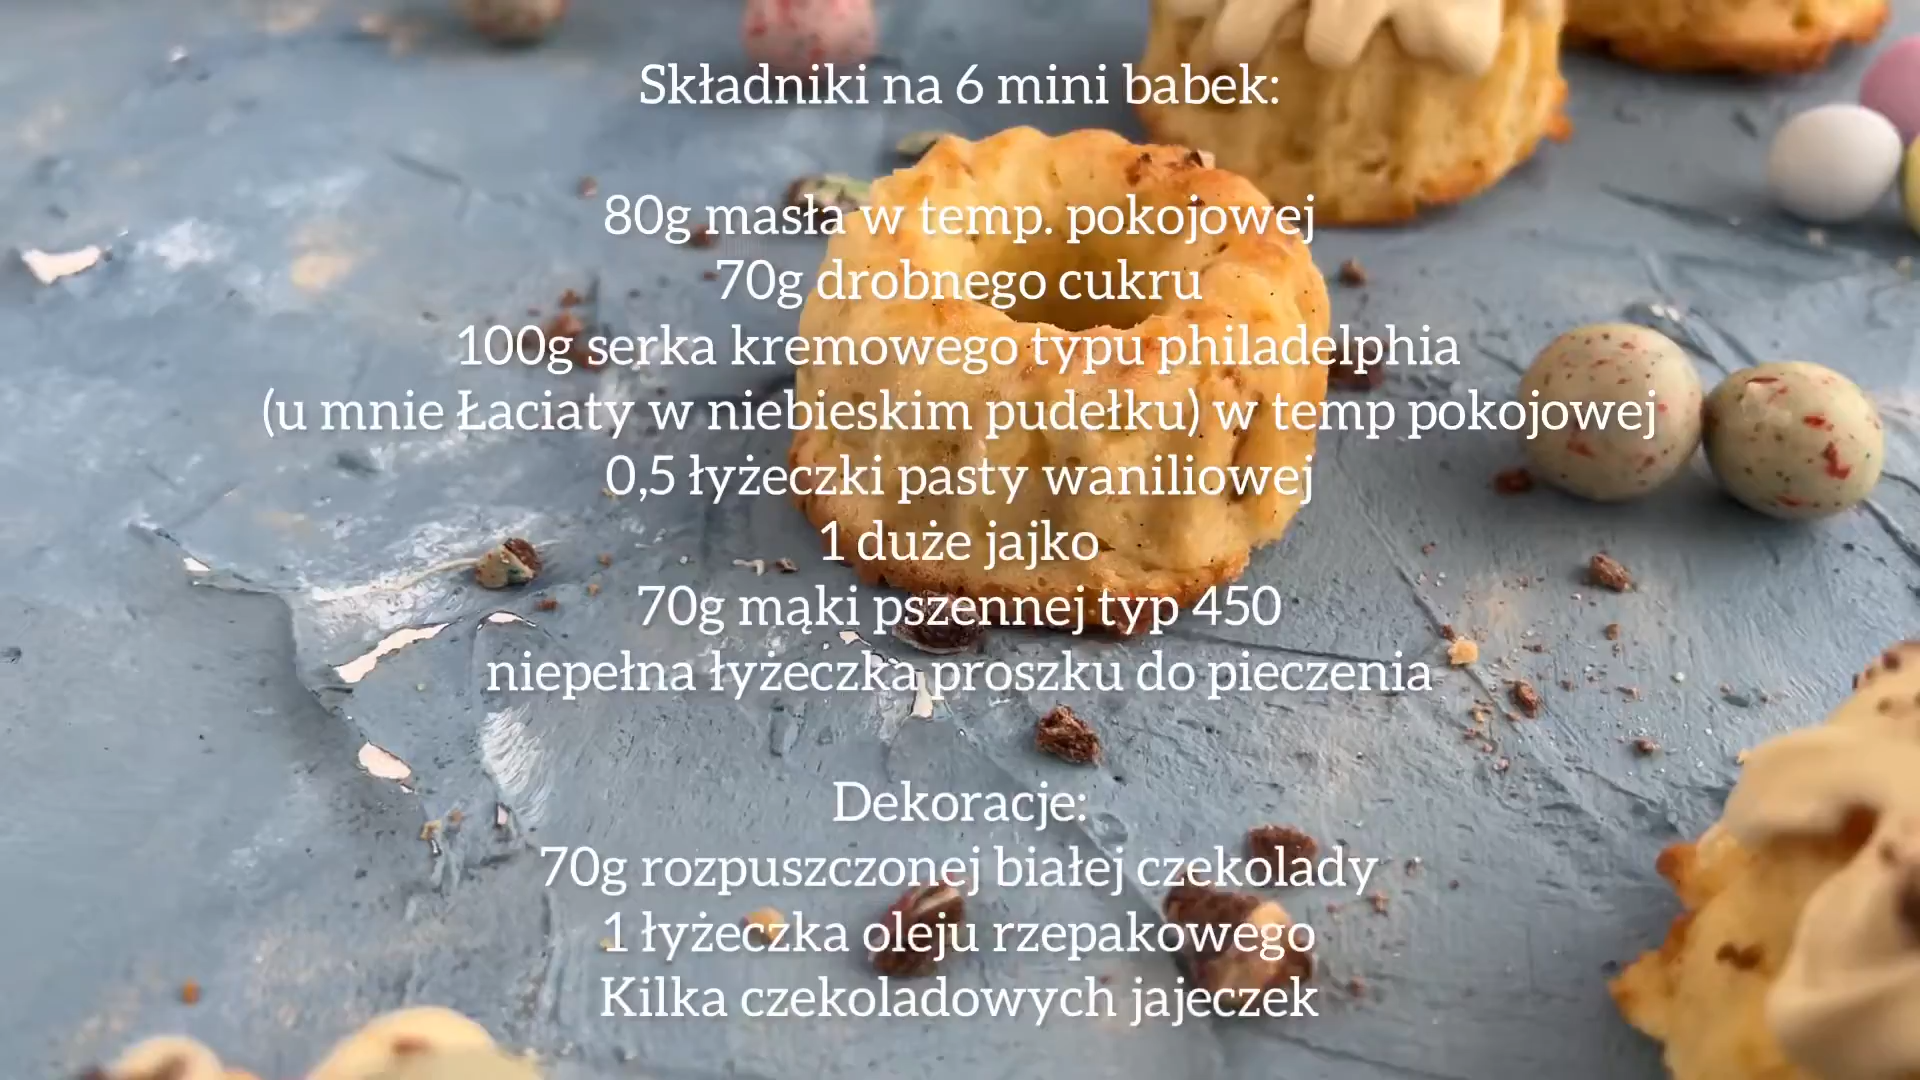 Składniki na 6 mini babek:
80g masła w temp. pokojowej
70g drobnego cukru
100g serka kremowego typu philadelphia
(u mnie Łaciaty w niebieskim pudełku) w temp pokojowej
0,5 łyżeczki pasty waniliowej
1 duże jajko
70g mąki pszennej typ 450
niepełna łyżeczka proszku do pieczenia
Dekoracje:
70g rozpuszczonej białej czekolady
1 łyżeczka oleju rzepakowego
Kilka czekoladowych jajeczek